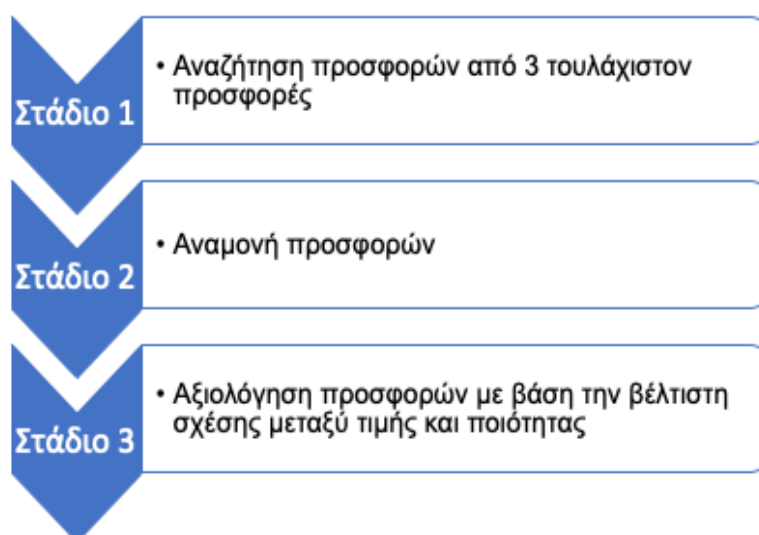 Στάδιο 1
• Αναζήτηση προσφορών από 3 τουλάχιστον
προσφορές
Στάδιο 2
• Αναμονή προσφορών
Στάδιο 3
• Αξιολόγηση προσφορών με βάση την βέλτιστη
σχέσης μεταξύ τιμής και ποιότητας